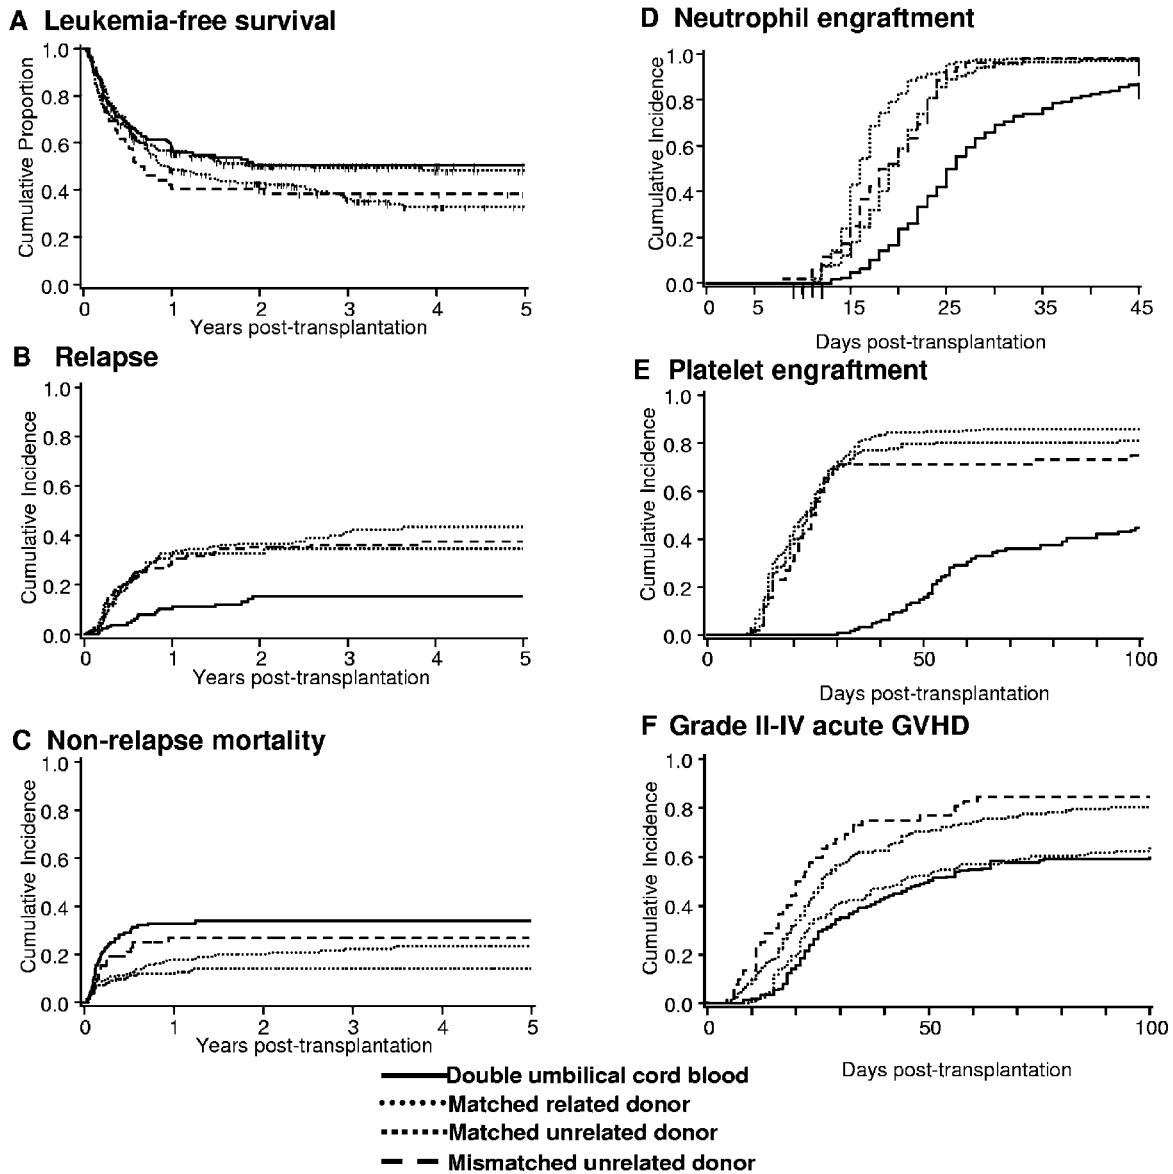 A Leukemia-free survival
Cumulative Proportion
1.0
0.8
0.6
0.4
0.2
0.0
0 1 2 3 4 5
Years post-transplantation
B Relapse
Cumulative Incidence
1.0
0.8
0.6
0.4
0.2
0.0
0 1 2 3 4 5
Years post-transplantation
C Non-relapse mortality
Cumulative Incidence
1.0
0.8
0.6
0.4
0.2
0.0
0 1 2 3 4 5
Years post-transplantation
D Neutrophil engraftment
Cumulative Incidence
1.0
0.8
0.6
0.4
0.2
0.0
0 5 15 25 35 45
Days post-transplantation
E Platelet engraftment
Cumulative Incidence
1.0
0.8
0.6
0.4
0.2
0.0
0 50 100
Days post-transplantation
F Grade II-IV acute GVHD
Cumulative Incidence
1.0
0.8
0.6
0.4
0.2
0.0
0 50 100
Days post-transplantation
Double umbilical cord blood
Matched related donor
Matched unrelated donor
Mismatched unrelated donor